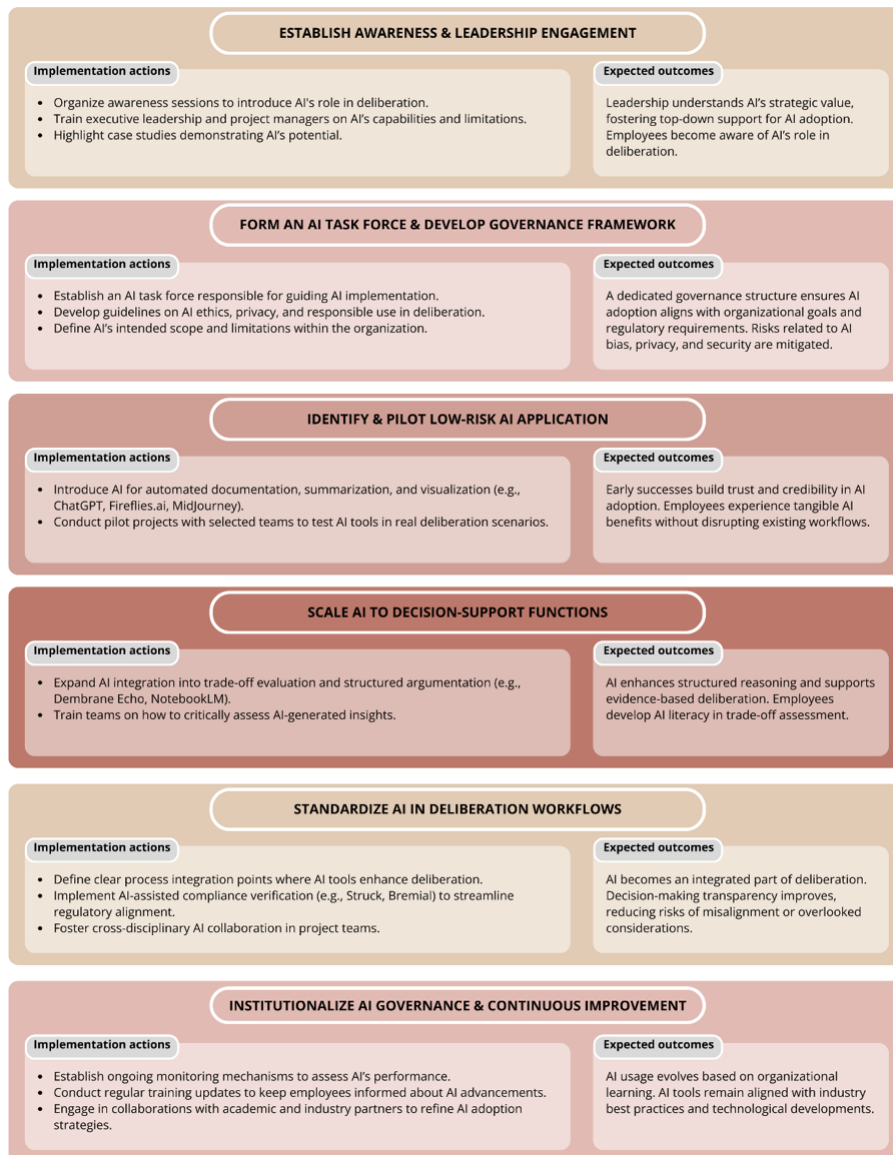 ESTABLISH AWARENESS & LEADERSHIP ENGAGEMENT
Implementation actions
• Organize awareness sessions to introduce AI's role in deliberation.
• Train executive leadership and project managers on AI's capabilities and limitations.
• Highlight case studies demonstrating AI's potential.
Expected outcomes
Leadership understands AI's strategic value,
fostering top-down support for AI adoption.
Employees become aware of AI's role in
deliberation.
FORM AN AI TASK FORCE & DEVELOP GOVERNANCE FRAMEWORK
Implementation actions
• Establish an AI task force responsible for guiding AI implementation.
• Develop guidelines on AI ethics, privacy, and responsible use in deliberation.
• Define AI's intended scope and limitations within the organization.
Expected outcomes
A dedicated governance structure ensures AI
adoption aligns with organizational goals and
regulatory requirements. Risks related to AI
bias, privacy, and security are mitigated.
IDENTIFY & PILOT LOW-RISK AI APPLICATION
Implementation actions
• Introduce AI for automated documentation, summarization, and visualization (e.g.,
ChatGPT, Fireflies.ai, MidJourney).
• Conduct pilot projects with selected teams to test AI tools in real deliberation scenarios.
Expected outcomes
Early successes build trust and credibility in AI
adoption. Employees experience tangible AI
benefits without disrupting existing workflows.
SCALE AI TO DECISION-SUPPORT FUNCTIONS
Implementation actions
• Expand AI integration into trade-off evaluation and structured argumentation (e.g.,
Dembrane Echo, NotebookLM).
• Train teams on how to critically assess AI-generated insights.
Expected outcomes
AI enhances structured reasoning and supports
evidence-based deliberation. Employees
develop AI literacy in trade-off assessment.
STANDARDIZE AI IN DELIBERATION WORKFLOWS
Implementation actions
• Define clear process integration points where AI tools enhance deliberation.
• Implement AI-assisted compliance verification (e.g., Struck, Bremial) to streamline
regulatory alignment.
• Foster cross-disciplinary AI collaboration in project teams.
Expected outcomes
AI becomes an integrated part of deliberation.
Decision-making transparency improves,
reducing risks of misalignment or overlooked
considerations.
INSTITUTIONALIZE AI GOVERNANCE & CONTINUOUS IMPROVEMENT
Implementation actions
• Establish ongoing monitoring mechanisms to assess AI's performance.
• Conduct regular training updates to keep employees informed about AI advancements.
• Engage in collaborations with academic and industry partners to refine AI adoption
strategies.
Expected outcomes
AI usage evolves based on organizational
learning. AI tools remain aligned with industry
best practices and technological developments.